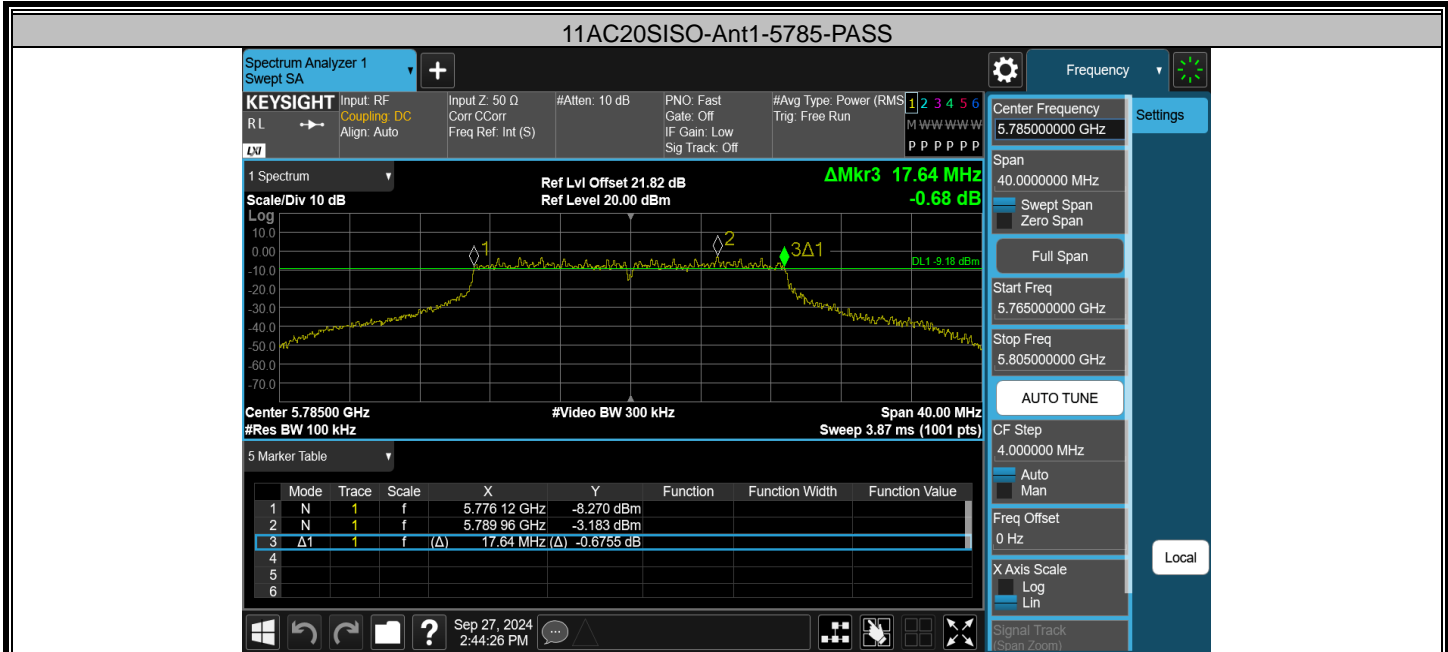 11AC20SISO-Ant1-5785-PASS
Spectrum Analyzer 1
Swept SA
Frequency
KEYSIGHT
RL
LXI
Input: RF
Coupling: DC
Align: Auto
Input Z: 50 Ω
Corr CCorr
Freq Ref: Int (S)
#Atten: 10 dB
PNO: Fast
Gate: Off
IF Gain: Low
Sig Track: Off
#Avg Type: Power (RMS
Trig: Free Run
1 2 3 4 5 6
M W W W W W
P P P P P P
1 Spectrum
Scale/Div 10 dB
Ref Lvl Offset 21.82 dB
Ref Level 20.00 dBm
ΔMkr3 17.64 MHz
-0.68 dB
Log
10.0
0.00
-10.0
-20.0
-30.0
-40.0
-50.0
-60.0
-70.0
1
2
3Δ1
DL1 -9.18 dBm
Center 5.78500 GHz
#Video BW 300 kHz
Span 40.00 MHz
#Res BW 100 kHz
Sweep 3.87 ms (1001 pts)
5 Marker Table
Mode Trace Scale X Y Function Function Width Function Value
1 N 1 f 5.776 12 GHz -8.270 dBm
2 N 1 f 5.789 96 GHz -3.183 dBm
3 Δ1 1 f (Δ) 17.64 MHz (Δ) -0.6755 dB
4
5
6
Sep 27, 2024
2:44:26 PM
Center Frequency
5.785000000 GHz
Settings
Span
40.0000000 MHz
Swept Span
Zero Span
Full Span
Start Freq
5.765000000 GHz
Stop Freq
5.805000000 GHz
AUTO TUNE
CF Step
4.000000 MHz
Auto
Man
Freq Offset
0 Hz
X Axis Scale
Log
Lin
Local
Signal Track
(Span Zoom)